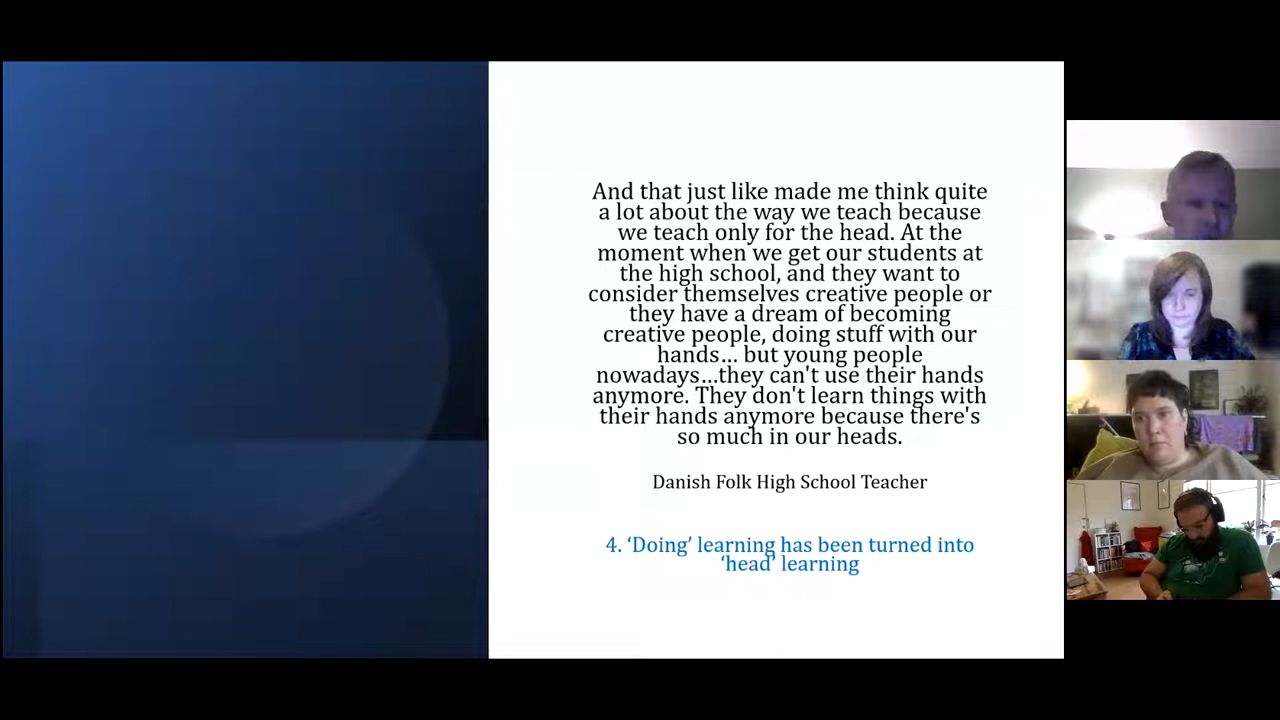 And that just like made me think quite
a lot about the way we teach because
we teach only for the head. At the
moment when we get our students at
the high school, and they want to
consider themselves creative people or
they have a dream of becoming
creative people, doing stuff with our
hands… but young people
nowadays…they can't use their hands
anymore. They don't learn things with
their hands anymore because there's
so much in our heads.
Danish Folk High School Teacher
4. ‘Doing’ learning has been turned into
‘head’ learning